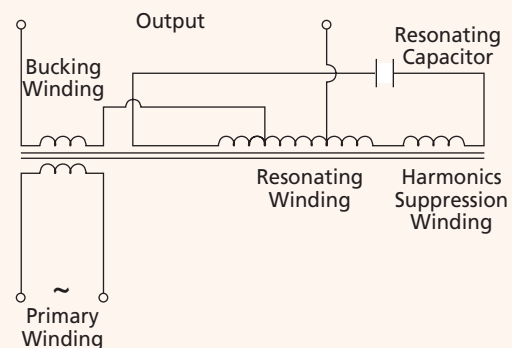 Output
Resonating
Capacitor
Bucking
Winding
Resonating
Winding
Harmonics
Suppression
Winding
~
Primary
Winding